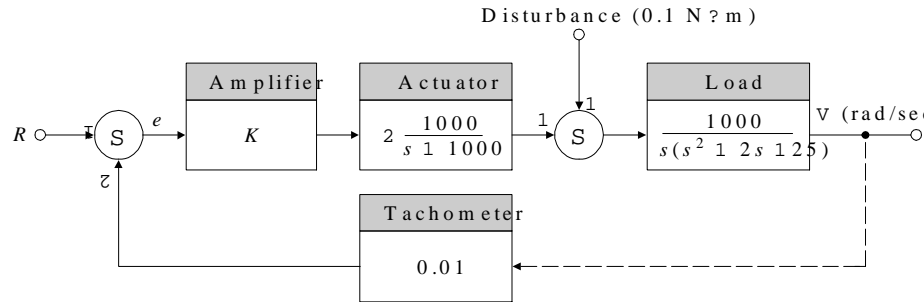 Disturbance (0.1 N?m)
Amplifier
Actuator
Load
R
1
S
e
2
K
2 1000
s 1 1000
1
1
S
1000
s(s2 1 2s 125)
V (rad/sec
Tachometer
0.01